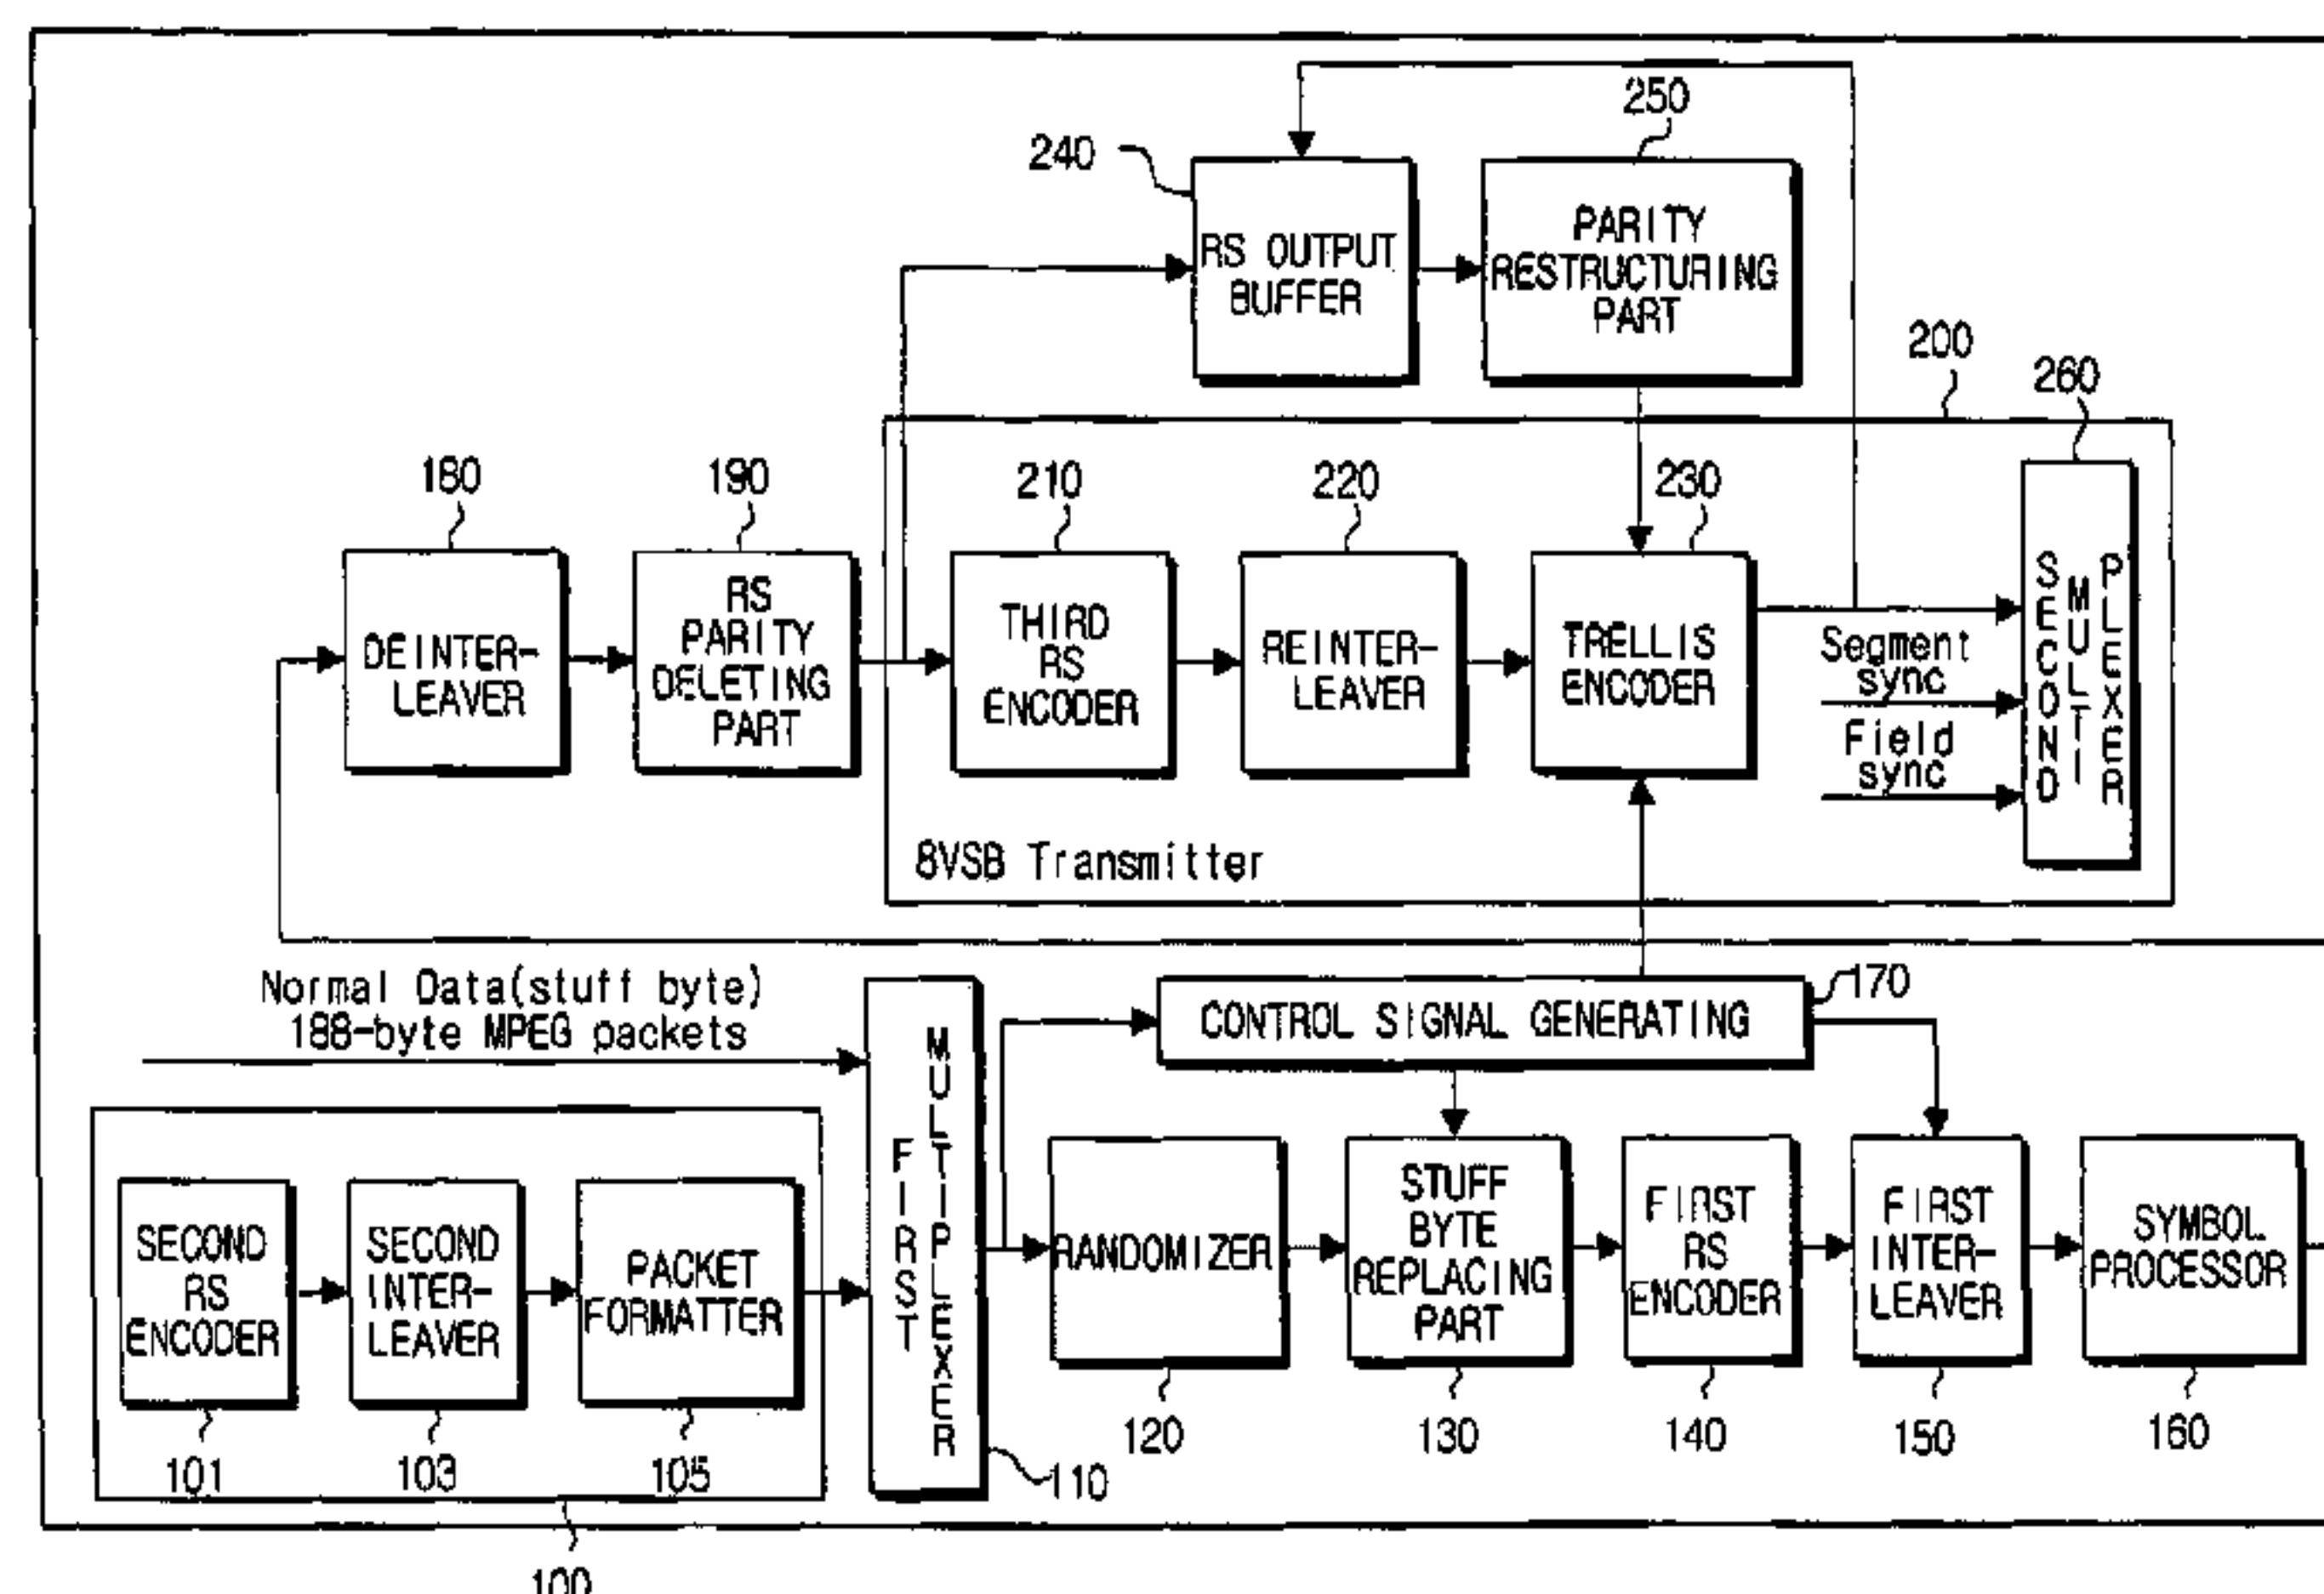 250
240
RS OUTPUT
BUFFER
PARITY
RESTRUCTURING
PART
200
260
180
190
210
220
230
DEINTER-
LEAVER
RS
PARITY
DELETING
PART
THIRD
RS
ENCODER
REINTER-
LEAVER
TRELLIS
ENCODER
Segment
sync
Field
sync
SECOND
MULTI
PLEXER
8VSB Transmitter
Normal Data(stuff byte)
188-byte MPEG packets
CONTROL SIGNAL GENERATING
170
FIRST
MULTIPLEXER
SECOND
RS
ENCODER
SECOND
INTER-
LEAVER
PACKET
FORMATTER
RANDOMIZER
STUFF
BYTE
REPLACING
PART
FIRST
RS
ENCODER
FIRST
INTER-
LEAVER
SYMBOL
PROCESSOR
101
103
105
110
120
130
140
150
160
100